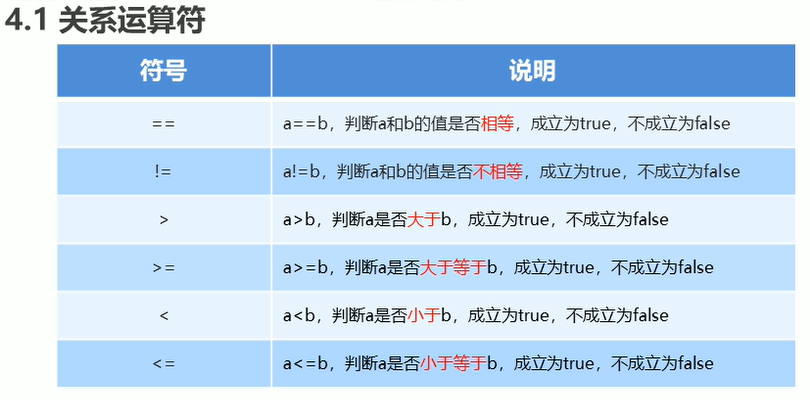 4.1 关系运算符
符号 说明
== a==b，判断a和b的值是否相等，成立为true，不成立为false
!= a!=b，判断a和b的值是否不相等，成立为true，不成立为false
> a>b，判断a是否大于b，成立为true，不成立为false
>= a>=b，判断a是否大于等于b，成立为true，不成立为false
< a<b，判断a是否小于b，成立为true，不成立为false
<= a<=b，判断a是否小于等于b，成立为true，不成立为false